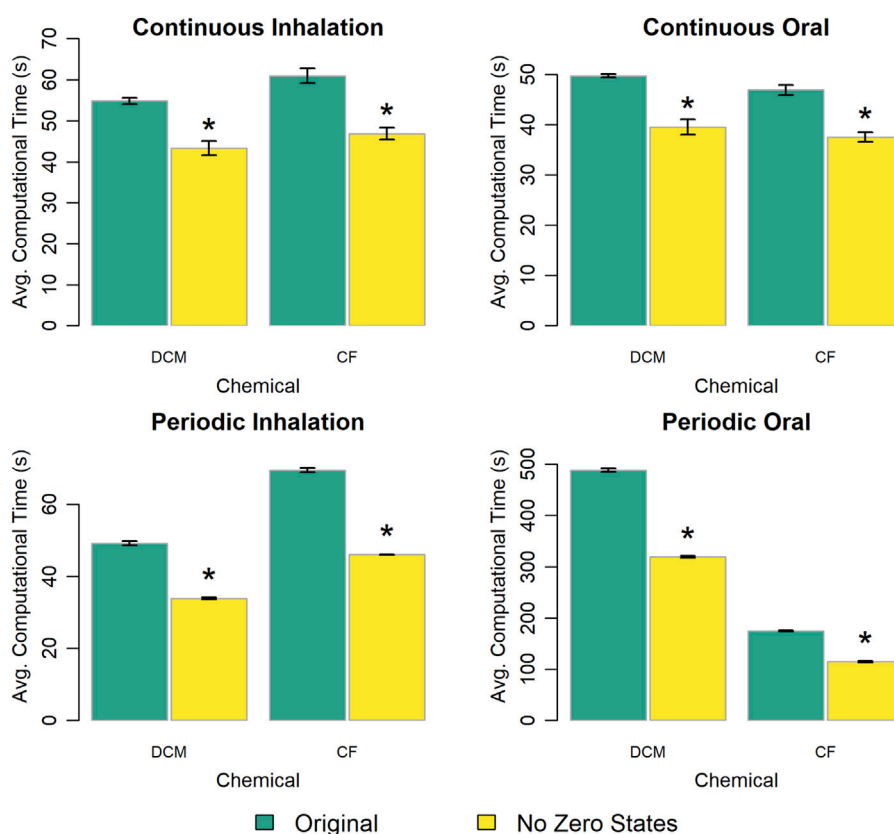 Continuous Inhalation
Avg. Computational Time (s)
0 10 20 30 40 50 60 70
*
*
DCM CF
Chemical
Continuous Oral
Avg. Computational Time (s)
0 10 20 30 40 50
*
*
DCM CF
Chemical
Periodic Inhalation
Avg. Computational Time (s)
0 20 40 60
*
*
DCM CF
Chemical
Periodic Oral
Avg. Computational Time (s)
0 100 200 300 400 500
*
*
DCM CF
Chemical
Original No Zero States